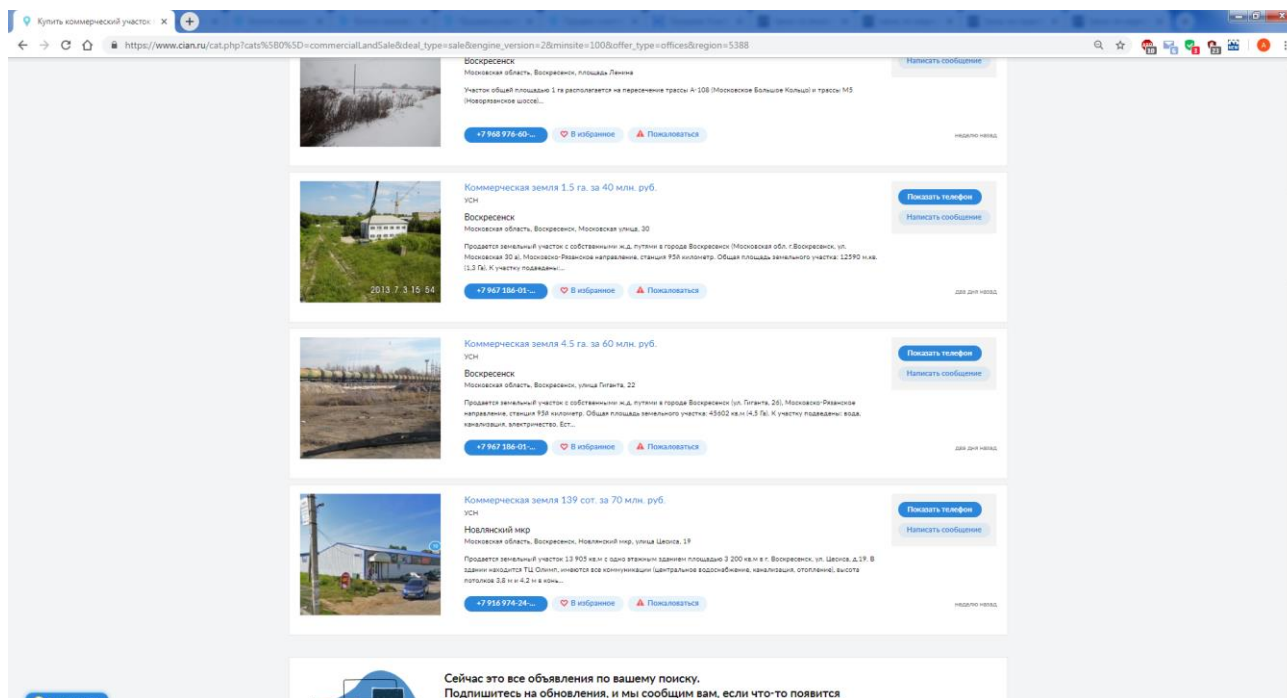 Купить коммерческий участок
https://www.cian.ru/cat.php?cats%5B0%5D=commercialLandSale&deal_type=sale&engine_version=2&minsite=100&offer_type=offices&region=5388
Воскресенск
Написать сообщение
Московская область, Воскресенск, площадь Ленина
Участок общей площадью 1 га располагается на пересечение трассы А-108 (Московское Большое Кольцо) и трассы М5
(Новорязанское шоссе)...
+7 968 976-60-...
В избранное
Пожаловаться
неделю назад
Коммерческая земля 1.5 га. за 40 млн. руб.
УСН
Показать телефон
Воскресенск
Написать сообщение
Московская область, Воскресенск, Московская улица, 30
Продается земельный участок с собственными ж.д. путями в городе Воскресенск (Московская обл. г.Воскресенск, ул.
Московская 30 а), Московско-Рязанское направление, станция 95й километр. Общая площадь земельного участка: 12590 м.кв.
(1,3 Га). К участку подведены:...
2013. 7. 3 15:54
+7 967 186-01-...
В избранное
Пожаловаться
два дня назад
Коммерческая земля 4.5 га. за 60 млн. руб.
УСН
Показать телефон
Воскресенск
Написать сообщение
Московская область, Воскресенск, улица Гиганта, 22
Продается земельный участок с собственными ж.д. путями в городе Воскресенск (ул. Гиганта, 26), Московско-Рязанское
направление, станция 95й километр. Общая площадь земельного участка: 45602 кв.м (4,5 Га). К участку подведены: вода,
канализация, электричество, Ест...
+7 967 186-01-...
В избранное
Пожаловаться
два дня назад
Коммерческая земля 139 сот. за 70 млн. руб.
УСН
Показать телефон
Новлянский мкр
Написать сообщение
Московская область, Воскресенск, Новлянский мкр, улица Цесиса, 19
Продается земельный участок 13 905 кв.м с одно этажным зданием площадью 3 200 кв.м в г. Воскресенск, ул. Цесиса, д.19. В
здании находится ТЦ Олимп, имеются все коммуникации (центральное водоснабжение, канализация, отопление), высота
потолков 3,8 м и 4,2 м в конь...
+7 916 974-24-...
В избранное
Пожаловаться
неделю назад
Сейчас это все объявления по вашему поиску.
Подпишитесь на обновления, и мы сообщим вам, если что-то появится